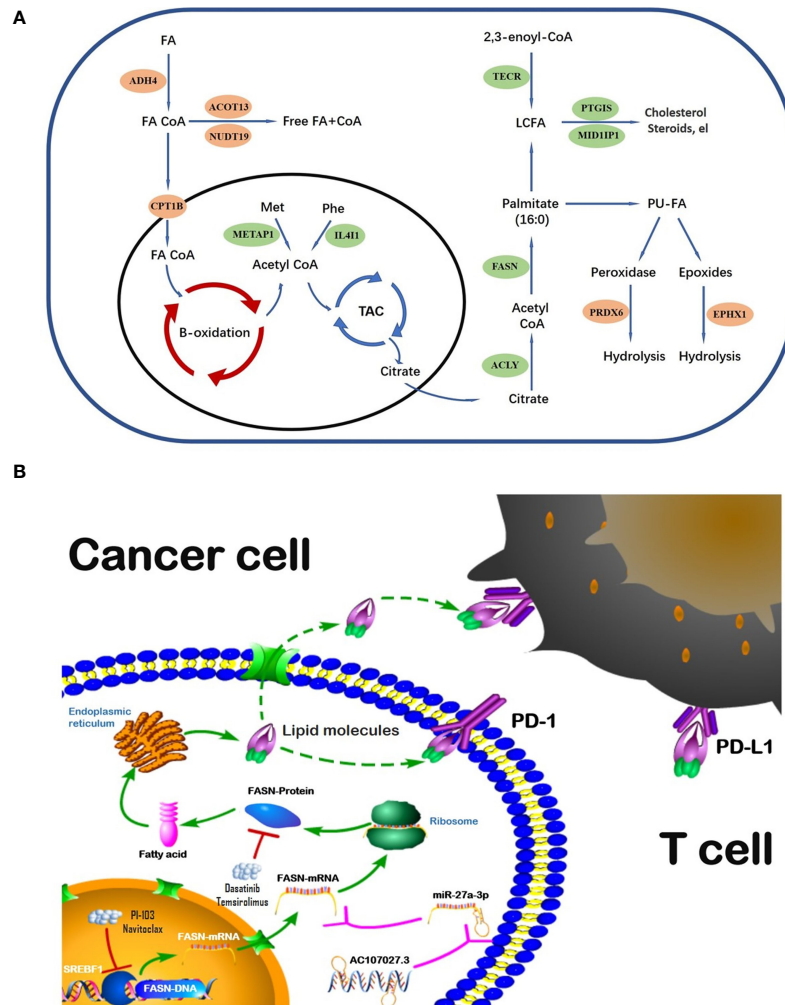 A
FA
ADH4
FA CoA
ACOT13
NUDT19
Free FA+CoA
CPT1B
FA CoA
B-oxidation
Met
Phe
METAP1
IL4I1
Acetyl CoA
TAC
Citrate
2,3-enoyl-CoA
TECR
LCFA
PTGIS
MID1IP1
Cholesterol
Steroids, el
Palmitate
(16:0)
PU-FA
FASN
Peroxidase
Epoxides
PRDX6
EPHX1
Acetyl
CoA
Hydrolysis
Hydrolysis
ACLY
Citrate
B
Cancer cell
Endoplasmic
reticulum
Lipid molecules
PD-1
PD-L1
T cell
FASN-Protein
Ribosome
Fatty acid
Dasatinib
Temsirolimus
FASN-mRNA
miR-27a-3p
PI-103
Navitoclax
FASN-mRNA
AC107027.3
SREBF1
FASN-DNA